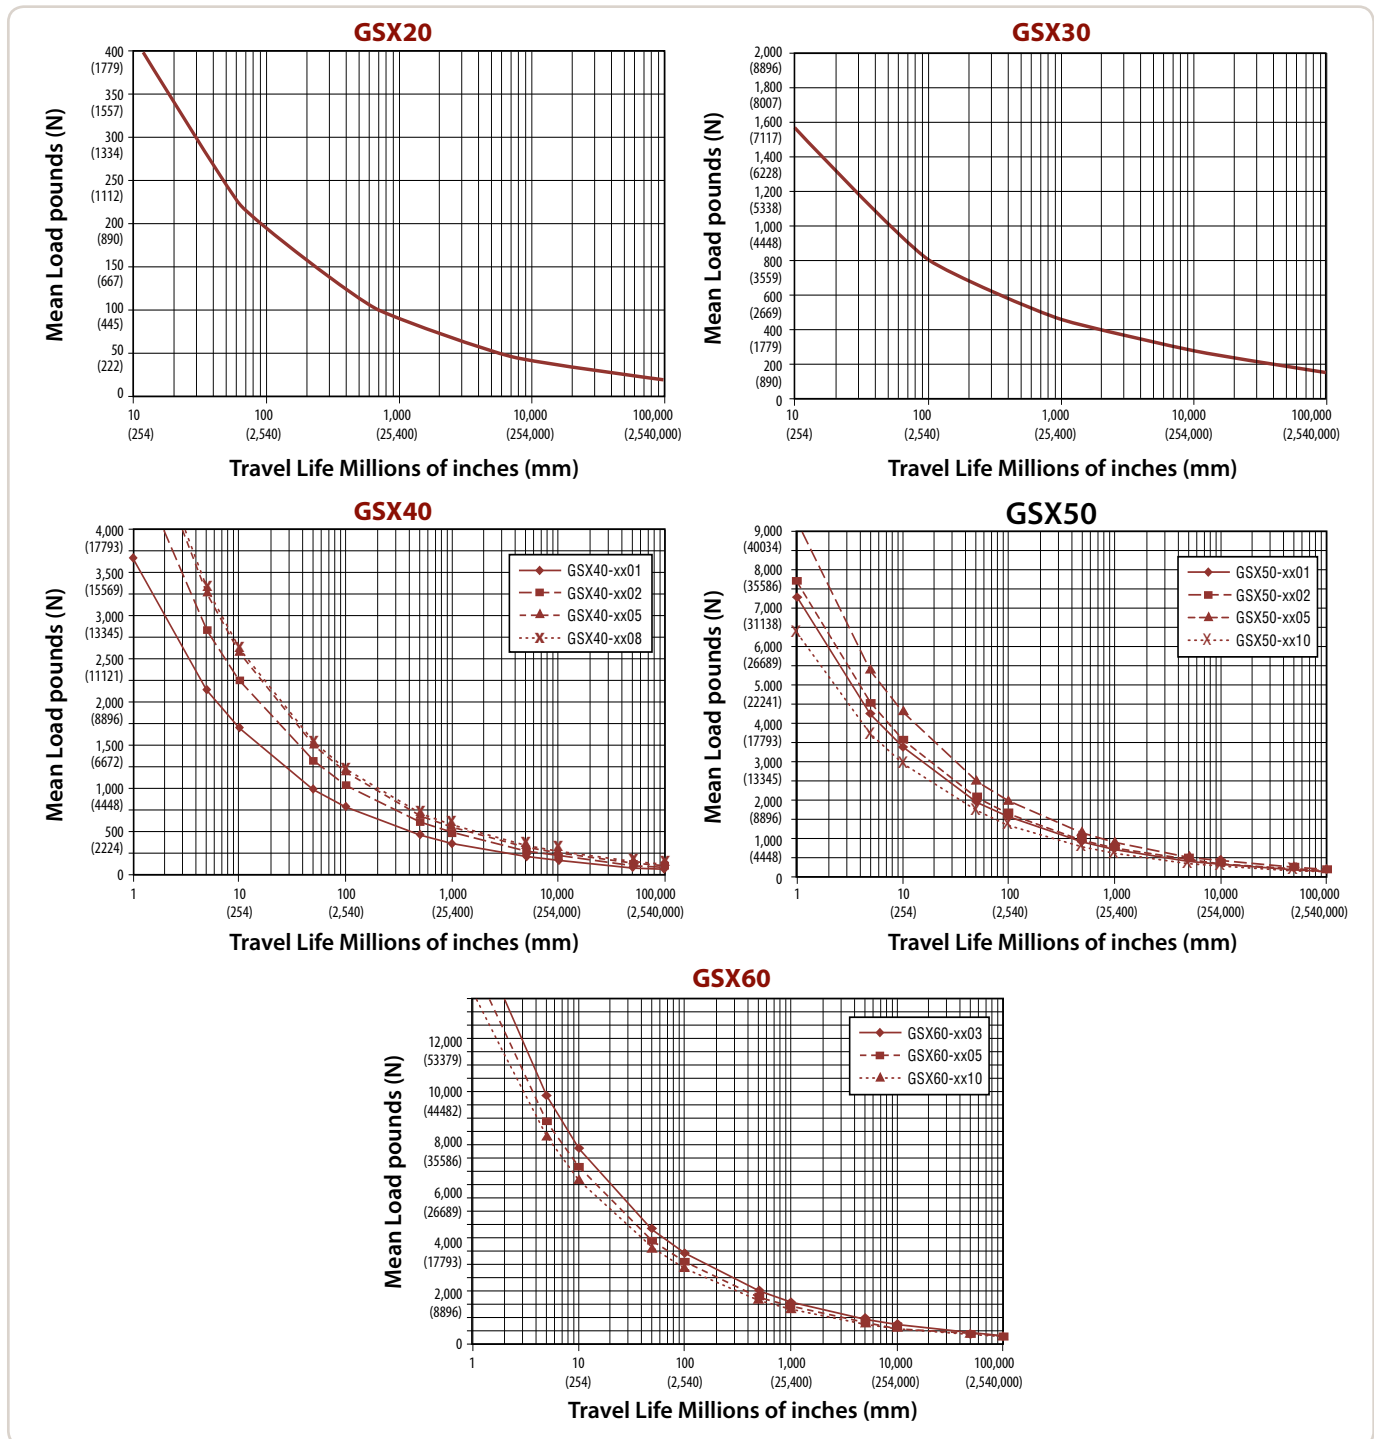 GSX20
Mean Load pounds (N)
400
(1779)
350
(1557)
300
(1334)
250
(1112)
200
(890)
150
(667)
100
(445)
50
(222)
0
10 100 1,000 10,000 100,000
(254) (2,540) (25,400) (254,000) (2,540,000)
Travel Life Millions of inches (mm)
GSX30
Mean Load pounds (N)
2,000
(8896)
1,800
(8007)
1,600
(7117)
1,400
(6228)
1,200
(5338)
1,000
(4448)
800
(3559)
600
(2669)
400
(1779)
200
(890)
0
10 100 1,000 10,000 100,000
(254) (2,540) (25,400) (254,000) (2,540,000)
Travel Life Millions of inches (mm)
GSX40
Mean Load pounds (N)
4,000
(17793)
3,500
(15569)
3,000
(13345)
2,500
(11121)
2,000
(8896)
1,500
(6672)
1,000
(4448)
500
(2224)
0
GSX40-xx01
GSX40-xx02
GSX40-xx05
GSX40-xx08
1 10 100 1,000 10,000 100,000
(254) (2,540) (25,400) (254,000) (2,540,000)
Travel Life Millions of inches (mm)
GSX50
Mean Load pounds (N)
9,000
(40034)
8,000
(35586)
7,000
(31138)
6,000
(26689)
5,000
(22241)
4,000
(17793)
3,000
(13345)
2,000
(8896)
1,000
(4448)
0
GSX50-xx01
GSX50-xx02
GSX50-xx05
GSX50-xx10
1 10 100 1,000 10,000 100,000
(254) (2,540) (25,400) (254,000) (2,540,000)
Travel Life Millions of inches (mm)
GSX60
Mean Load pounds (N)
12,000
(53379)
10,000
(44482)
8,000
(35586)
6,000
(26689)
4,000
(17793)
2,000
(8896)
0
GSX60-xx03
GSX60-xx05
GSX60-xx10
1 10 100 1,000 10,000 100,000
(254) (2,540) (25,400) (254,000) (2,540,000)
Travel Life Millions of inches (mm)